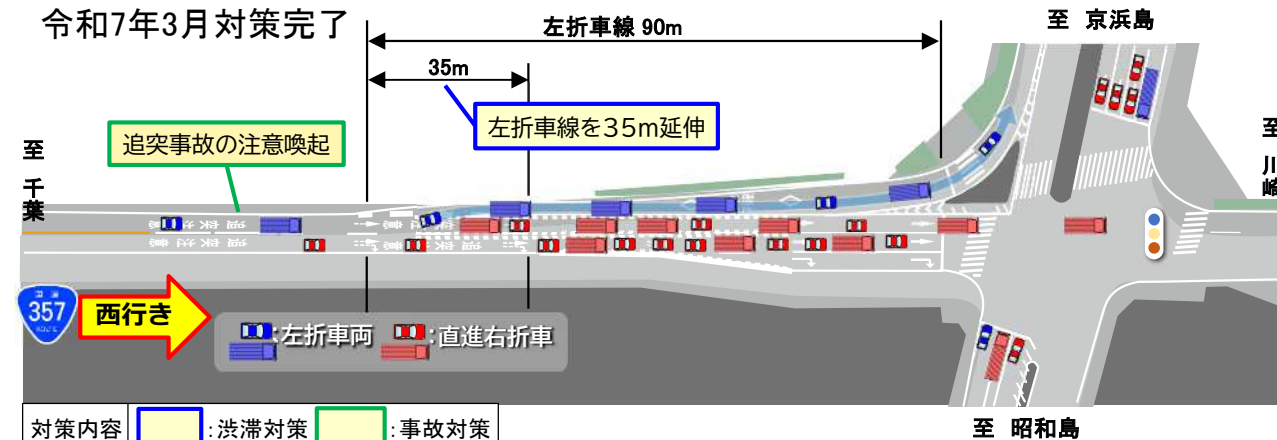 令和7年3月対策完了
左折車線 90m
至 京浜島
35m
左折車線を35m延伸
追突事故の注意喚起
至 千葉
至 川崎
国道
357
ROUTE
西行き
:左折車両
:直進右折車
対策内容
:渋滞対策
:事故対策
至 昭和島